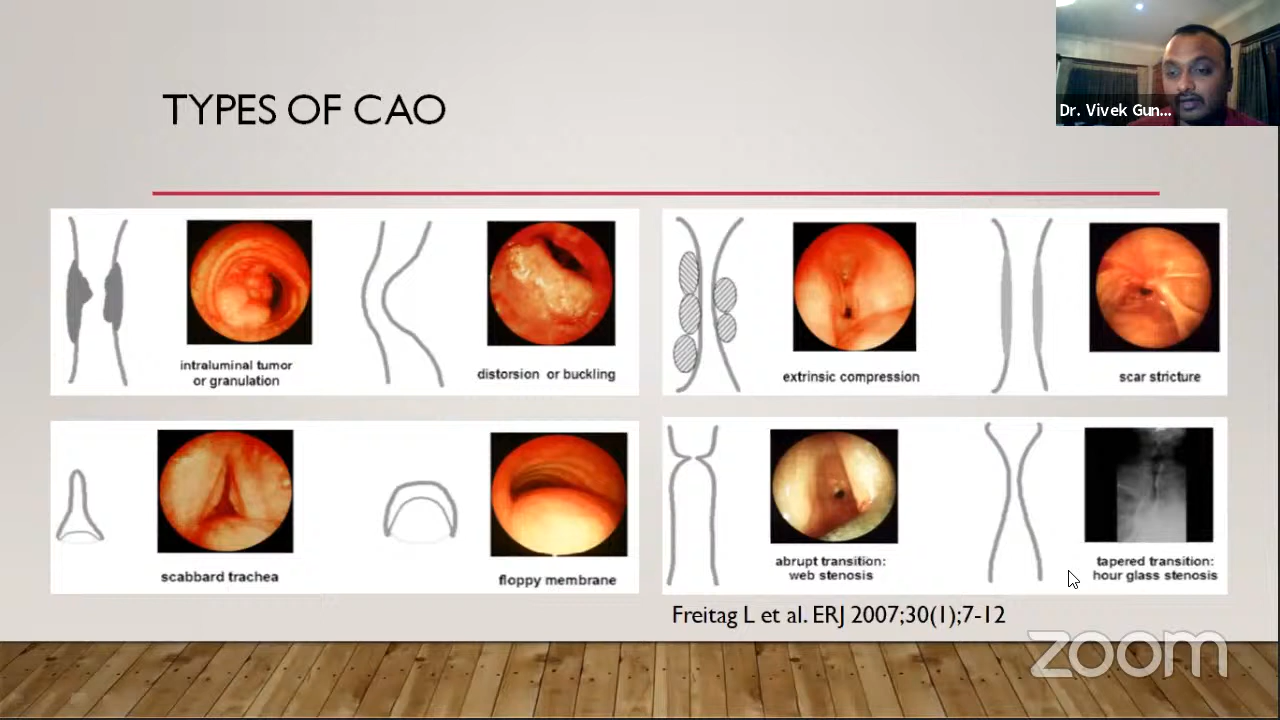 TYPES OF CAO
Dr. Vivek Gun...
intraluminal tumor
or granulation
distorsion or buckling
extrinsic compression
scar stricture
scabbard trachea
floppy membrane
abrupt transition:
web stenosis
tapered transition:
hour glass stenosis
Freitag L et al. ERJ 2007;30(1);7-12
zoom